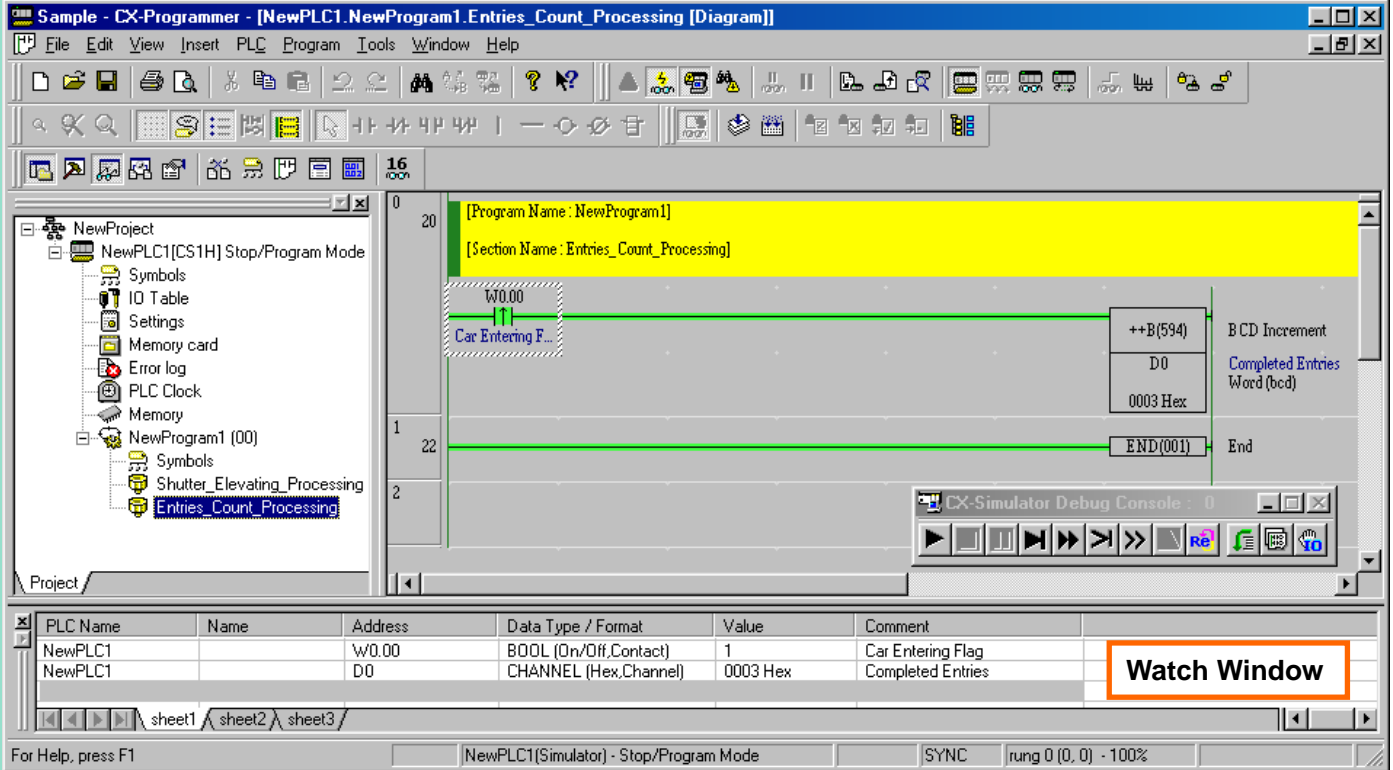 Sample - CX-Programmer - [NewPLC1.NewProgram1.Entries_Count_Processing [Diagram]]
File Edit View Insert PLC Program Tools Window Help
16
NewProject
NewPLC1[CS1H] Stop/Program Mode
Symbols
IO Table
Settings
Memory card
Error log
PLC Clock
Memory
NewProgram1 (00)
Symbols
Shutter_Elevating_Processing
Entries_Count_Processing
Project
0
20
[Program Name : NewProgram1]
[Section Name : Entries_Count_Processing]
W0.00
Car Entering F...
++B(594)
BCD Increment
D0
Completed Entries
Word (bcd)
0003 Hex
1
22
END(001)
End
2
CX-Simulator Debug Console : 0
Re
IO
PLC Name Name Address Data Type / Format Value Comment
NewPLC1 W0.00 BOOL (On/Off,Contact) 1 Car Entering Flag
NewPLC1 D0 CHANNEL (Hex,Channel) 0003 Hex Completed Entries
Watch Window
sheet1 sheet2 sheet3
For Help, press F1 NewPLC1(Simulator) - Stop/Program Mode SYNC rung 0 (0, 0) - 100%